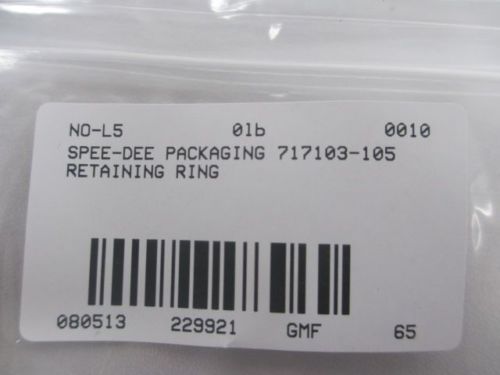 NO-L5 0lb 0010
SPEE-DEE PACKAGING 717103-105
RETAINING RING
080513 229921 GMF 65